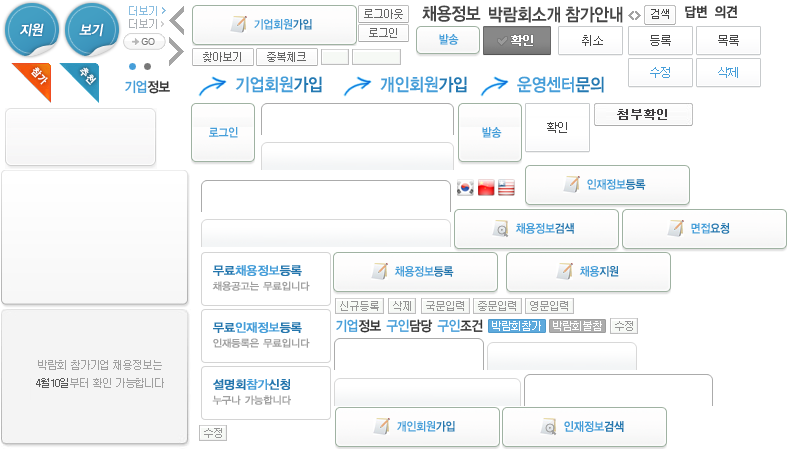 지원
보기
더보기
더보기
GO
참가
추천
기업정보
기업회원가입
로그아웃
로그인
찾아보기
중복체크
채용정보 박람회소개 참가안내
검색
답변 의견
발송
확인
취소
등록
목록
수정
삭제
기업회원가입
개인회원가입
운영센터문의
로그인
발송
확인
첨부확인
인재정보등록
채용정보검색
면접요청
무료채용정보등록
채용공고는 무료입니다
채용정보등록
채용지원
신규등록
삭제
국문입력
중문입력
영문입력
무료인재정보등록
인재등록은 무료입니다
기업정보 구인담당 구인조건
박람회참가
박람회불참
수정
박람회 참가기업 채용정보는
4월10일부터 확인 가능합니다
설명회참가신청
누구나 가능합니다
수정
개인회원가입
인재정보검색